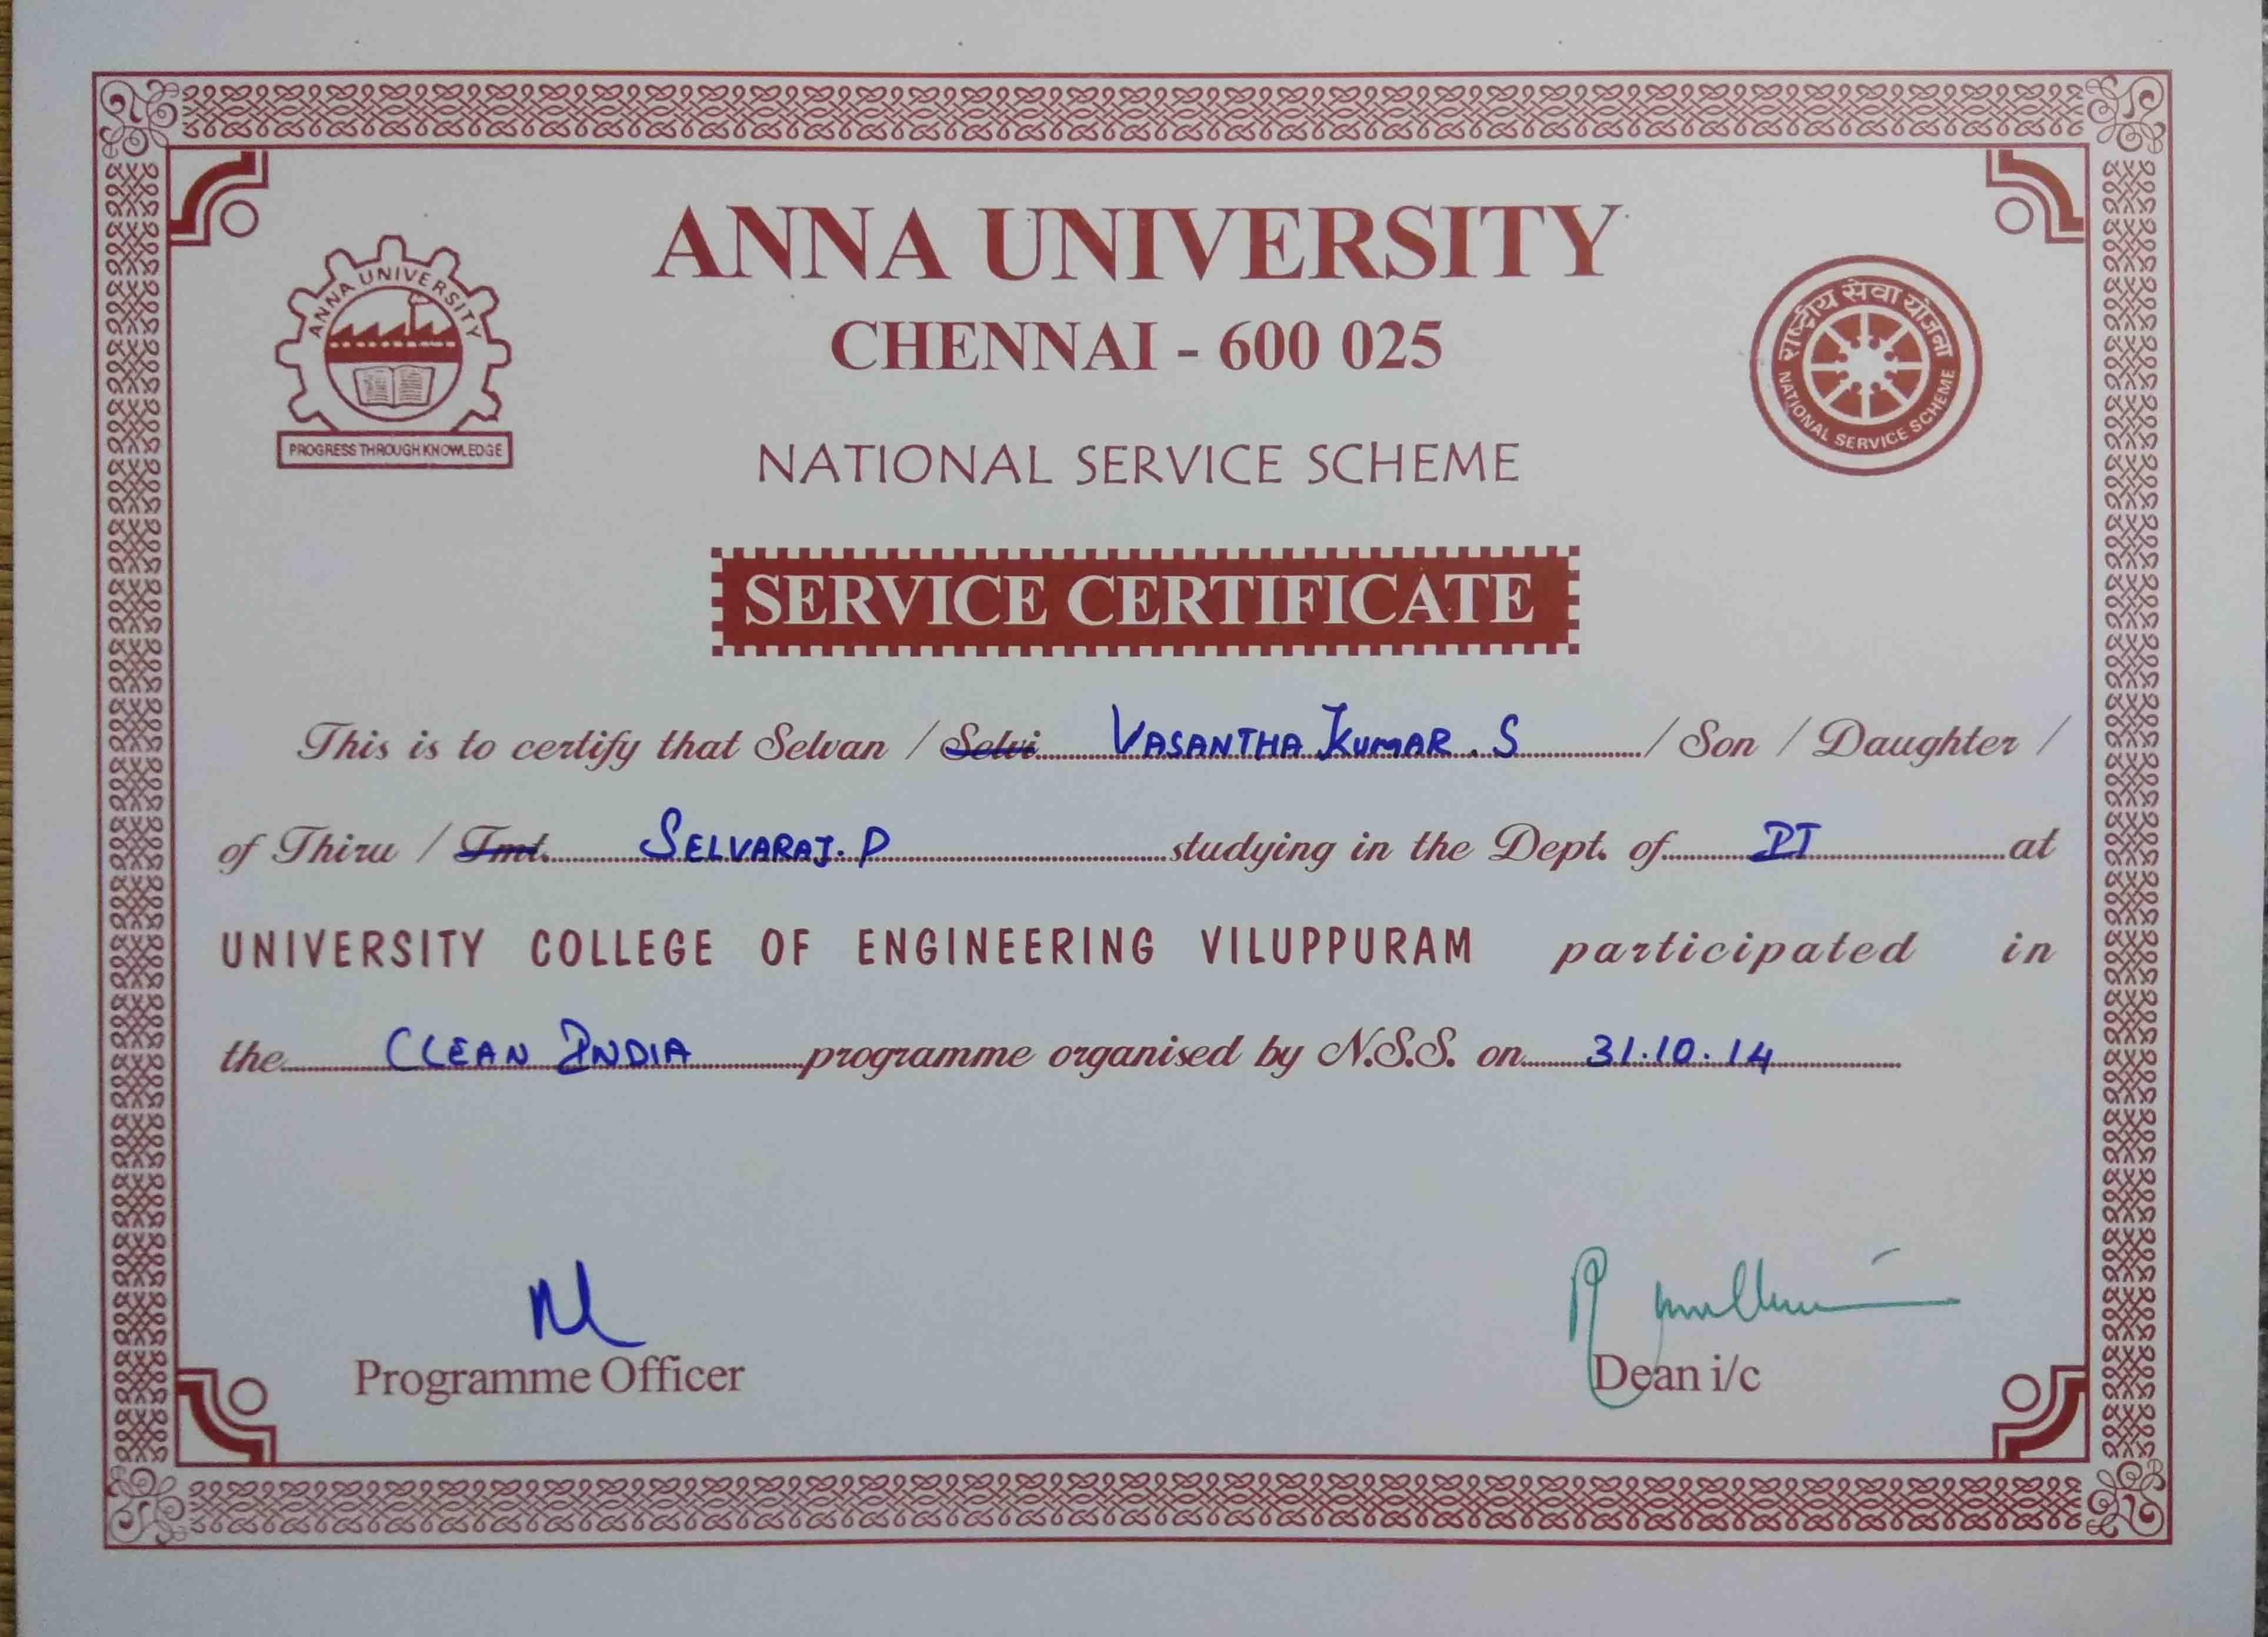 ANNA UNIVERSITY
CHENNAI - 600 025
ANNA UNIVERSITY
PROGRESS THROUGH KNOWLEDGE
राष्ट्रीय सेवा योजना
NATIONAL SERVICE SCHEME
NATIONAL SERVICE SCHEME
SERVICE CERTIFICATE
This is to certify that Selvan / Selvi VASANTHA KUMAR. S / Son / Daughter /
of Thiru / Tmt. SELVARAJ. P studying in the Dept. of IT at
UNIVERSITY COLLEGE OF ENGINEERING VILUPPURAM participated in
the CLEAN INDIA programme organised by N.S.S. on 31.10.14
Programme Officer
Dean i/c